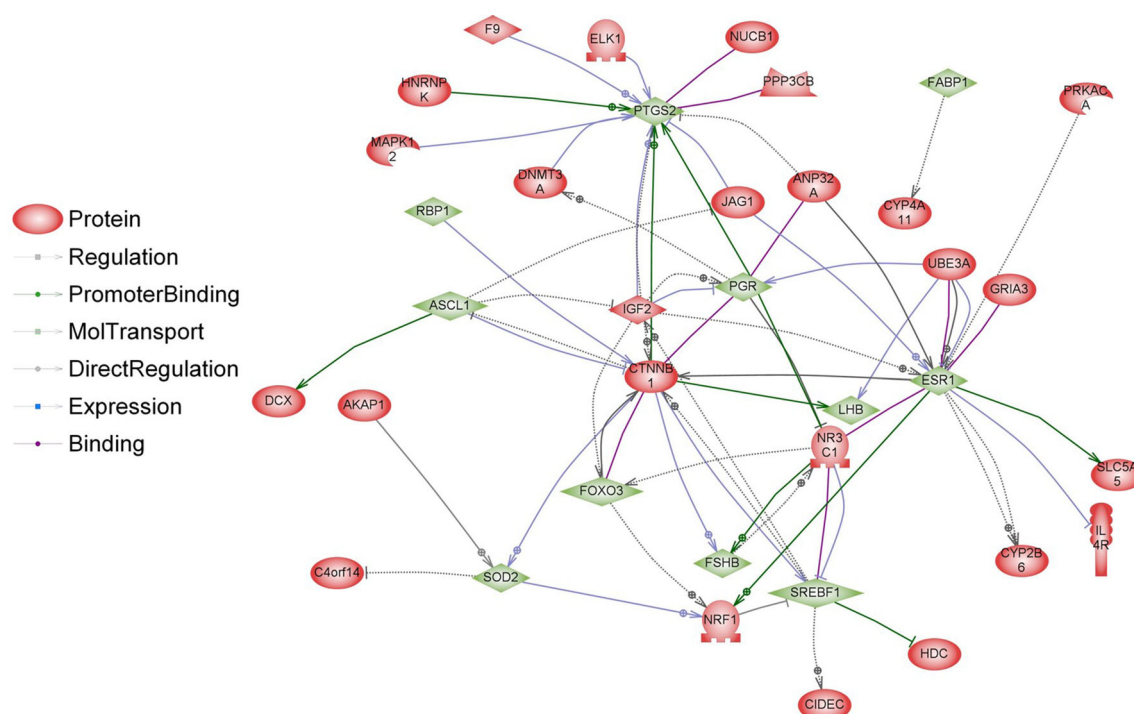 F9
ELK1
NUCB1
HNRNP
K
PTGS2
PPP3CB
FABP1
PRKAC
A
MAPK1
2
DNMT3
A
ANP32
A
JAG1
CYP4A
11
RBP1
Protein
Regulation
PromoterBinding
MolTransport
DirectRegulation
Expression
Binding
UBE3A
GRIA3
PGR
ASCL1
IGF2
CTNNB
1
ESR1
DCX
AKAP1
LHB
NR3
C1
SLC5A
5
FOXO3
IL
4R
CYP2B
6
C4orf14
SOD2
FSHB
SREBF1
NRF1
HDC
CIDEC